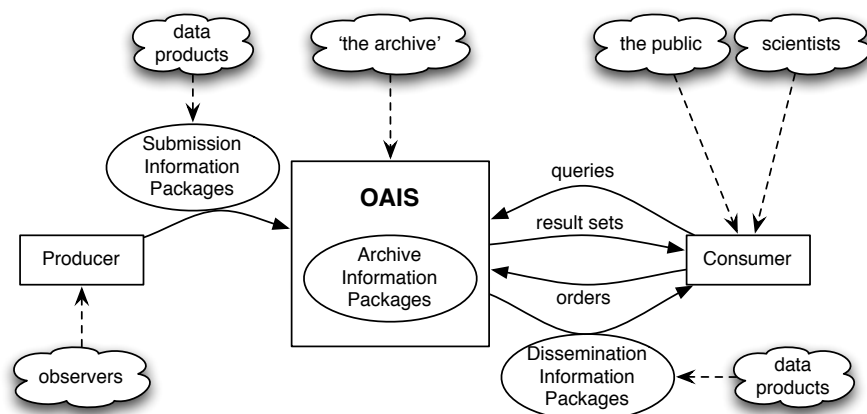 data
products
‘the archive’
the public
scientists
Submission
Information
Packages
OAIS
queries
result sets
Producer
Archive
Information
Packages
Consumer
orders
observers
Dissemination
Information
Packages
data
products